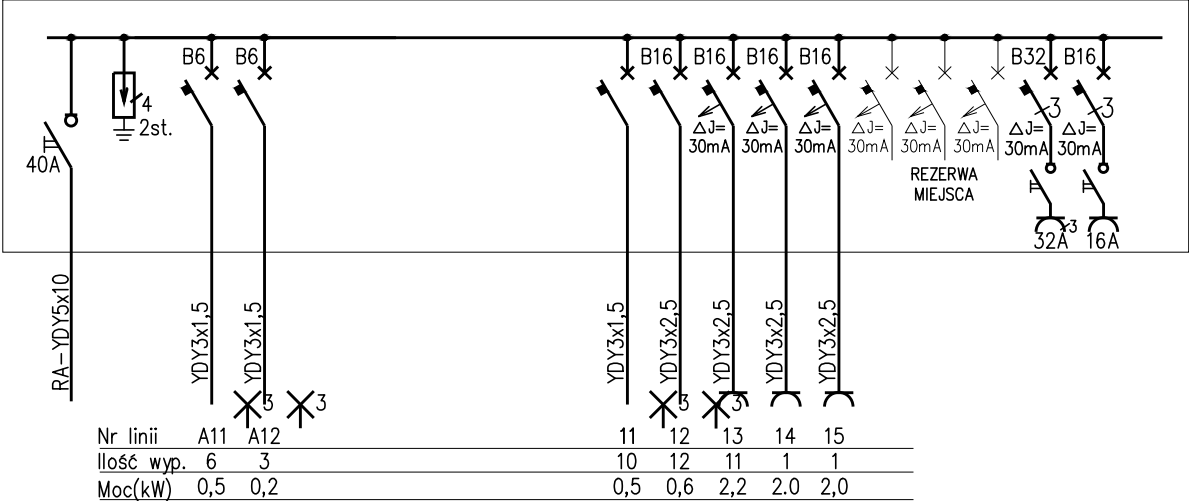 B6 B6 B16 B16 B16 B16 B32 B16
4
2st.
40A
3 3
ΔJ= ΔJ= ΔJ= ΔJ= ΔJ= ΔJ= ΔJ= ΔJ=
30mA 30mA 30mA 30mA 30mA 30mA 30mA 30mA
REZERWA
MIEJSCA
3
32A 16A
RA-YDY5x10
YDY3x1,5
YDY3x1,5
YDY3x1,5
YDY3x2,5
YDY3x2,5
YDY3x2,5
YDY3x2,5
3 3 3 3
Nr linii A11 A12 11 12 13 14 15
Ilość wyp. 6 3 10 12 11 1 1
Moc(kW) 0,5 0,2 0,5 0,6 2,2 2.0 2,0